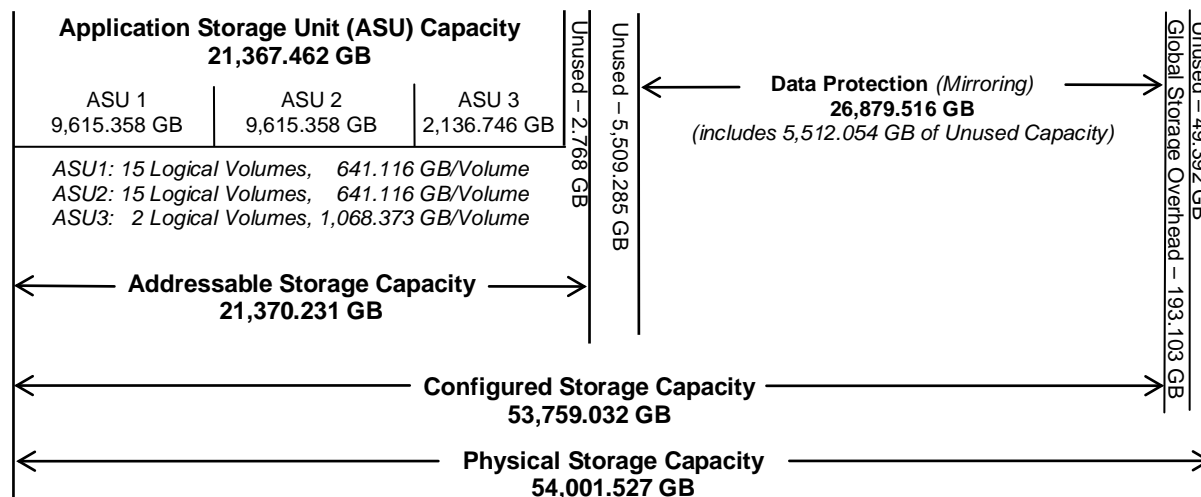 Application Storage Unit (ASU) Capacity
21,367.462 GB
ASU 1
9,615.358 GB
ASU 2
9,615.358 GB
ASU 3
2,136.746 GB
ASU1: 15 Logical Volumes, 641.116 GB/Volume
ASU2: 15 Logical Volumes, 641.116 GB/Volume
ASU3: 2 Logical Volumes, 1,068.373 GB/Volume
Unused – 2.768 GB
Unused – 5,509.285 GB
Data Protection (Mirroring)
26,879.516 GB
(includes 5,512.054 GB of Unused Capacity)
Global Storage Overhead – 193.103 GB
Unused – 49.392 GB
Addressable Storage Capacity
21,370.231 GB
Configured Storage Capacity
53,759.032 GB
Physical Storage Capacity
54,001.527 GB